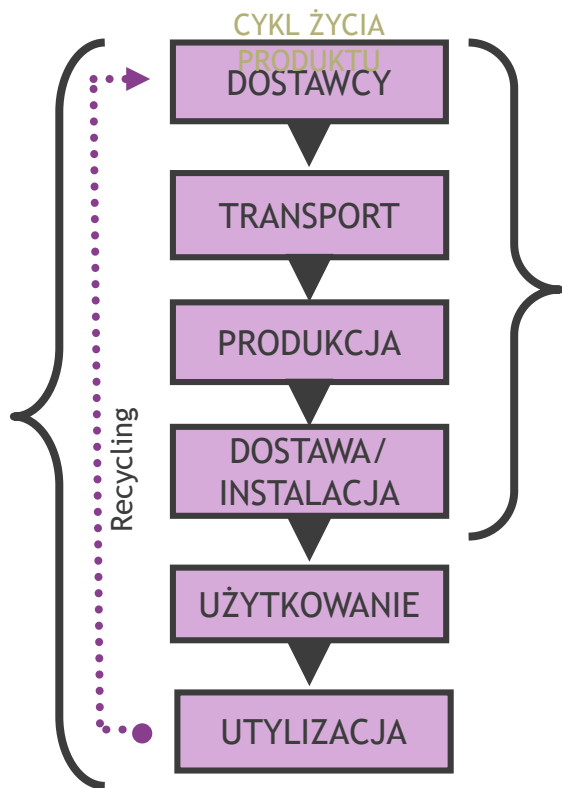 CYKL ŻYCIA
PRODUKTU
DOSTAWCY
TRANSPORT
PRODUKCJA
DOSTAWA/
INSTALACJA
UŻYTKOWANIE
UTYLIZACJA
Recycling